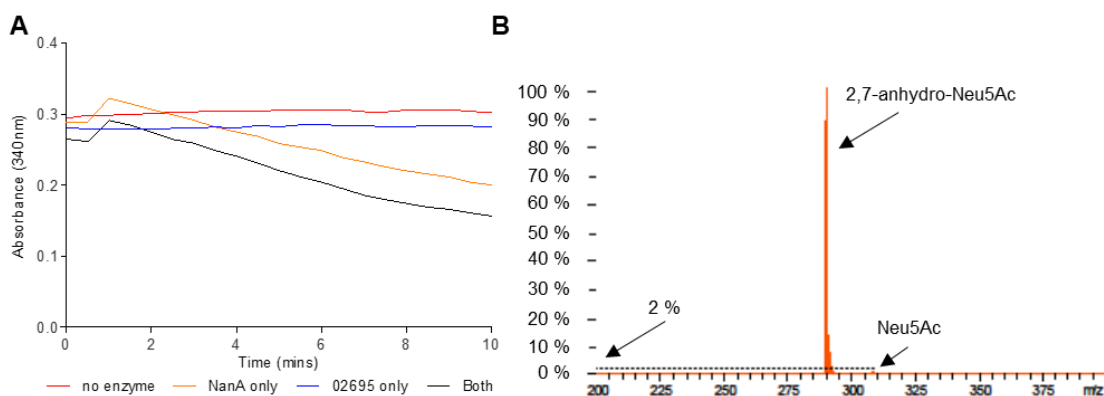 A
Absorbance (340nm)
0.4
0.3
0.2
0.1
0.0
0 2 4 6 8 10
Time (mins)
no enzyme NanA only 02695 only Both
B
100 %
90 %
80 %
70 %
60 %
50 %
40 %
30 %
20 %
10 %
0 %
2,7-anhydro-Neu5Ac
2 %
Neu5Ac
200 225 250 275 300 325 350 375 m/z